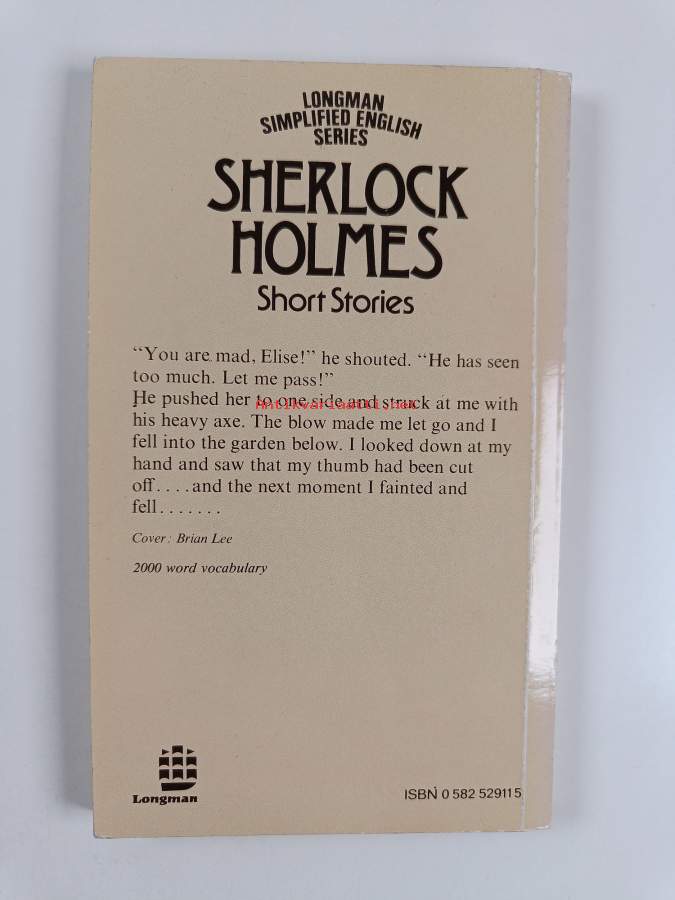 LONGMAN
SIMPLIFIED ENGLISH
SERIES
SHERLOCK
HOLMES
Short Stories
“You are mad, Elise!” he shouted. “He has seen
too much. Let me pass!”
He pushed her to one side and struck at me with
Antikvariaatti.net
his heavy axe. The blow made me let go and I
fell into the garden below. I looked down at my
hand and saw that my thumb had been cut
off....and the next moment I fainted and
fell.......
Cover: Brian Lee
2000 word vocabulary
Longman
ISBN 0 582 52911 5